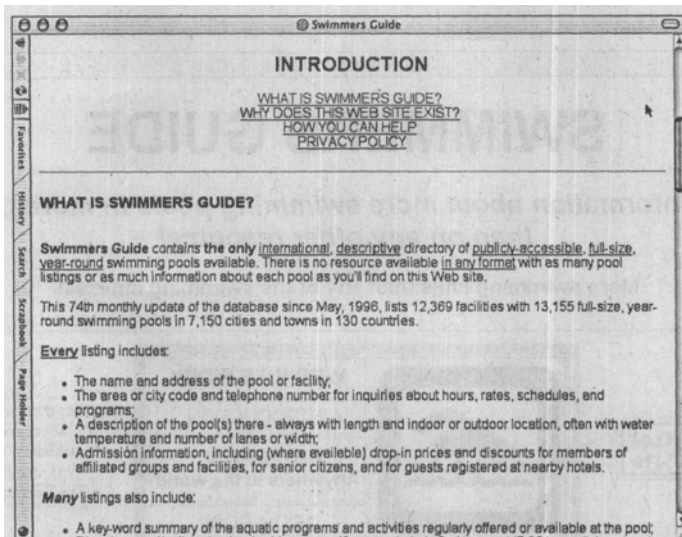 Swimmers Guide
INTRODUCTION
WHAT IS SWIMMERS GUIDE?
WHY DOES THIS WEB SITE EXIST?
HOW YOU CAN HELP
PRIVACY POLICY
Favorites
History
Search
Scrapbook
Page Holder
WHAT IS SWIMMERS GUIDE?
Swimmers Guide contains the only international, descriptive directory of publicly-accessible, full-size,
year-round swimming pools available. There is no resource available in any format with as many pool
listings or as much information about each pool as you'll find on this Web site.
This 74th monthly update of the database since May, 1996, lists 12,369 facilities with 13,155 full-size, year-
round swimming pools in 7,150 cities and towns in 130 countries.
Every listing includes:
The name and address of the pool or facility;
The area or city code and telephone number for inquiries about hours, rates, schedules, and
programs;
A description of the pool(s) there - always with length and indoor or outdoor location, often with water
temperature and number of lanes or width;
Admission information, including (where available) drop-in prices and discounts for members of
affiliated groups and facilities, for senior citizens, and for guests registered at nearby hotels.
Many listings also include:
A key-word summary of the aquatic programs and activities regularly offered or available at the pool;